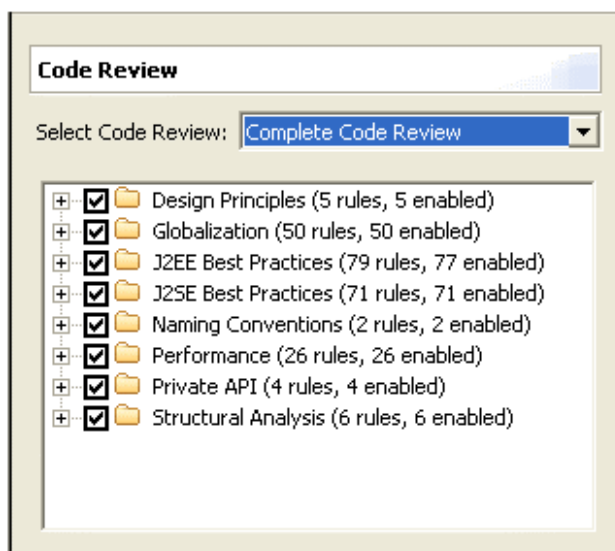 Code Review
Select Code Review: Complete Code Review
Design Principles (5 rules, 5 enabled)
Globalization (50 rules, 50 enabled)
J2EE Best Practices (79 rules, 77 enabled)
J2SE Best Practices (71 rules, 71 enabled)
Naming Conventions (2 rules, 2 enabled)
Performance (26 rules, 26 enabled)
Private API (4 rules, 4 enabled)
Structural Analysis (6 rules, 6 enabled)